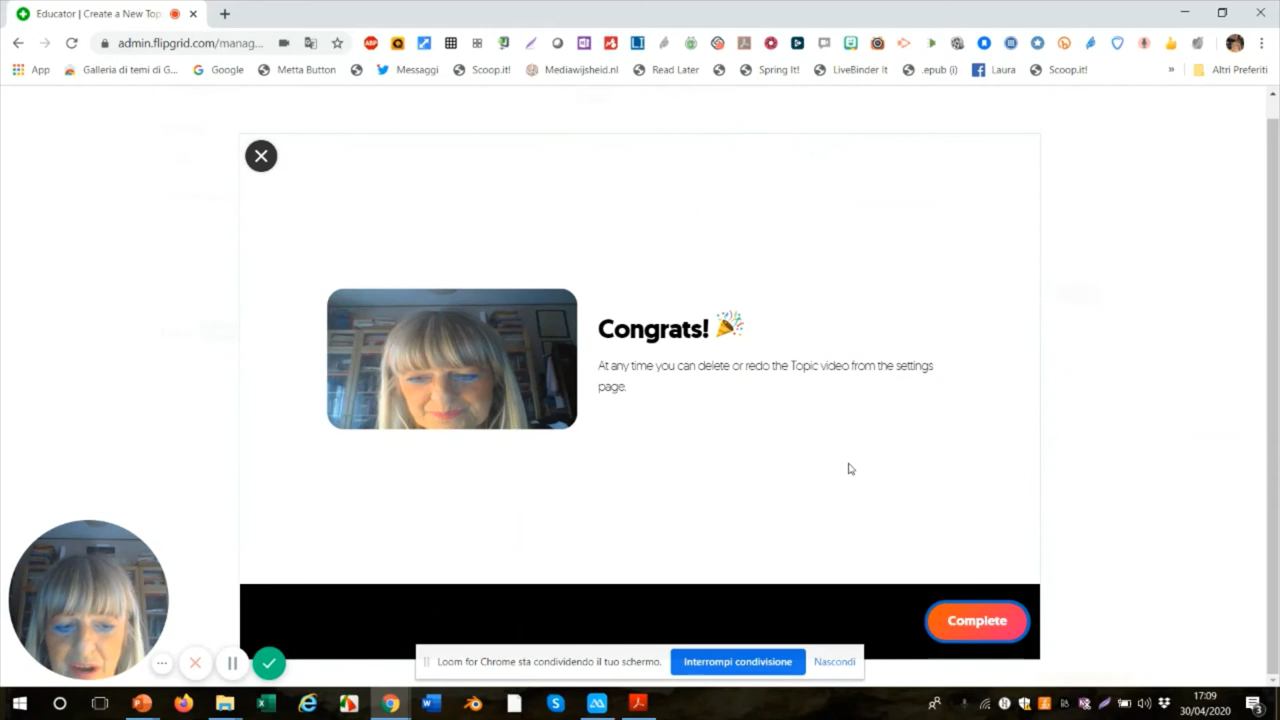 Educator | Create a New Top
admin.flipgrid.com/manag...
App
Galleria di temi di G...
Google
Metta Button
Messaggi
Scoop.it!
Mediawijsheid.nl
Read Later
Spring It!
LiveBinder It
.epub (i)
Laura
Scoop.it!
»
Altri Preferiti
Congrats!
At any time you can delete or redo the Topic video from the settings
page.
Complete
Loom for Chrome sta condividendo il tuo schermo.
Interrompi condivisione
Nascondi
17:09
30/04/2020